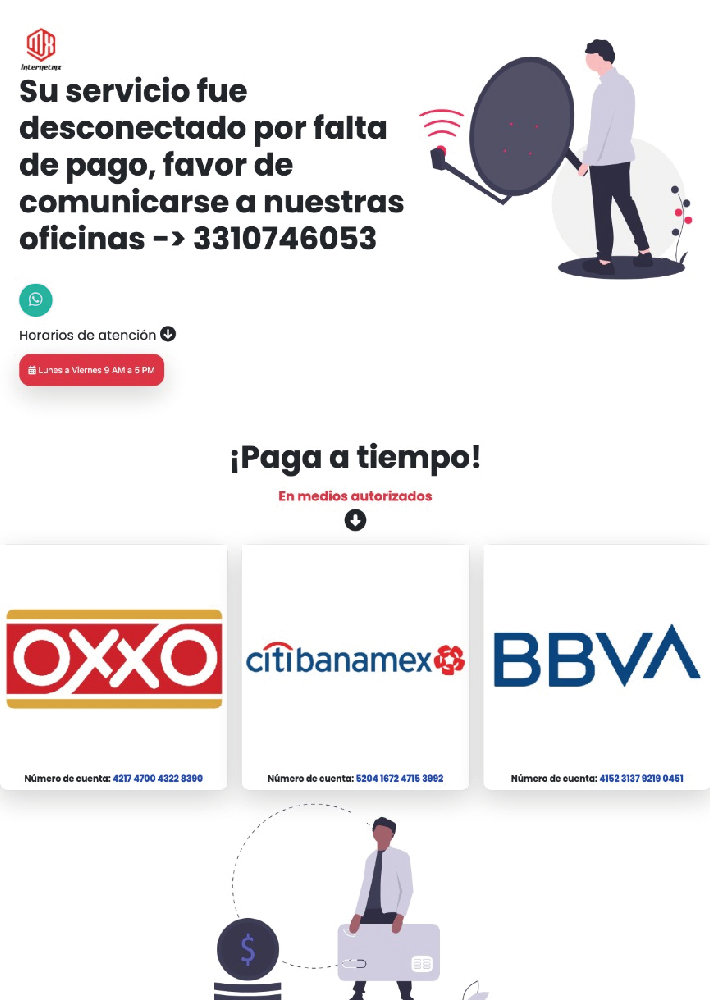 Internetmx
Su servicio fue
desconectado por falta
de pago, favor de
comunicarse a nuestras
oficinas -> 3310746053
Horarios de atención
Lunes a Viernes 9 AM a 5 PM
¡Paga a tiempo!
En medios autorizados
OXXO
citibanamex
BBVA
Número de cuenta: 4217 4700 4322 8390
Número de cuenta: 5204 1672 4715 3992
Número de cuenta: 4152 3137 9219 0451
$